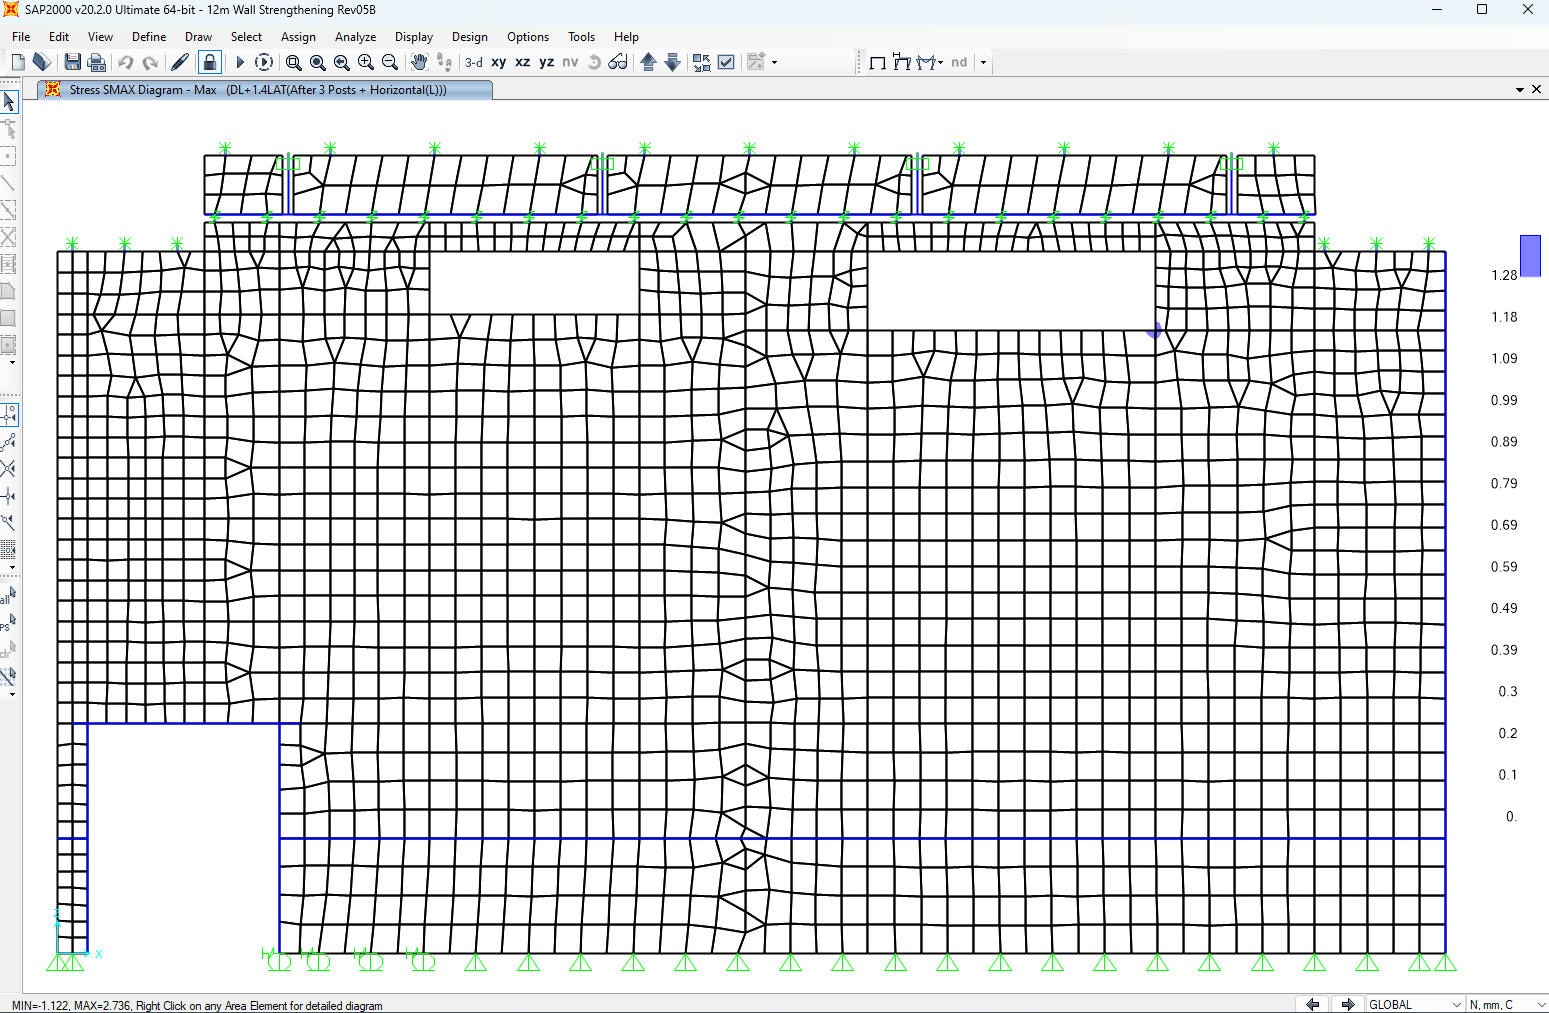 SAP2000 v20.2.0 Ultimate 64-bit - 12m Wall Strengthening Rev05B
File Edit View Define Draw Select Assign Analyze Display Design Options Tools Help
3-d xy xz yz nv nd
Stress SMAX Diagram - Max (DL+1.4LAT(After 3 Posts + Horizontal(L)))
1.28
1.18
1.09
0.99
0.89
0.79
0.69
0.59
0.49
0.39
0.3
0.2
0.1
0.
all
PS
clr
Z
X
MIN=-1.122, MAX=2.736, Right Click on any Area Element for detailed diagram
GLOBAL
N, mm, C